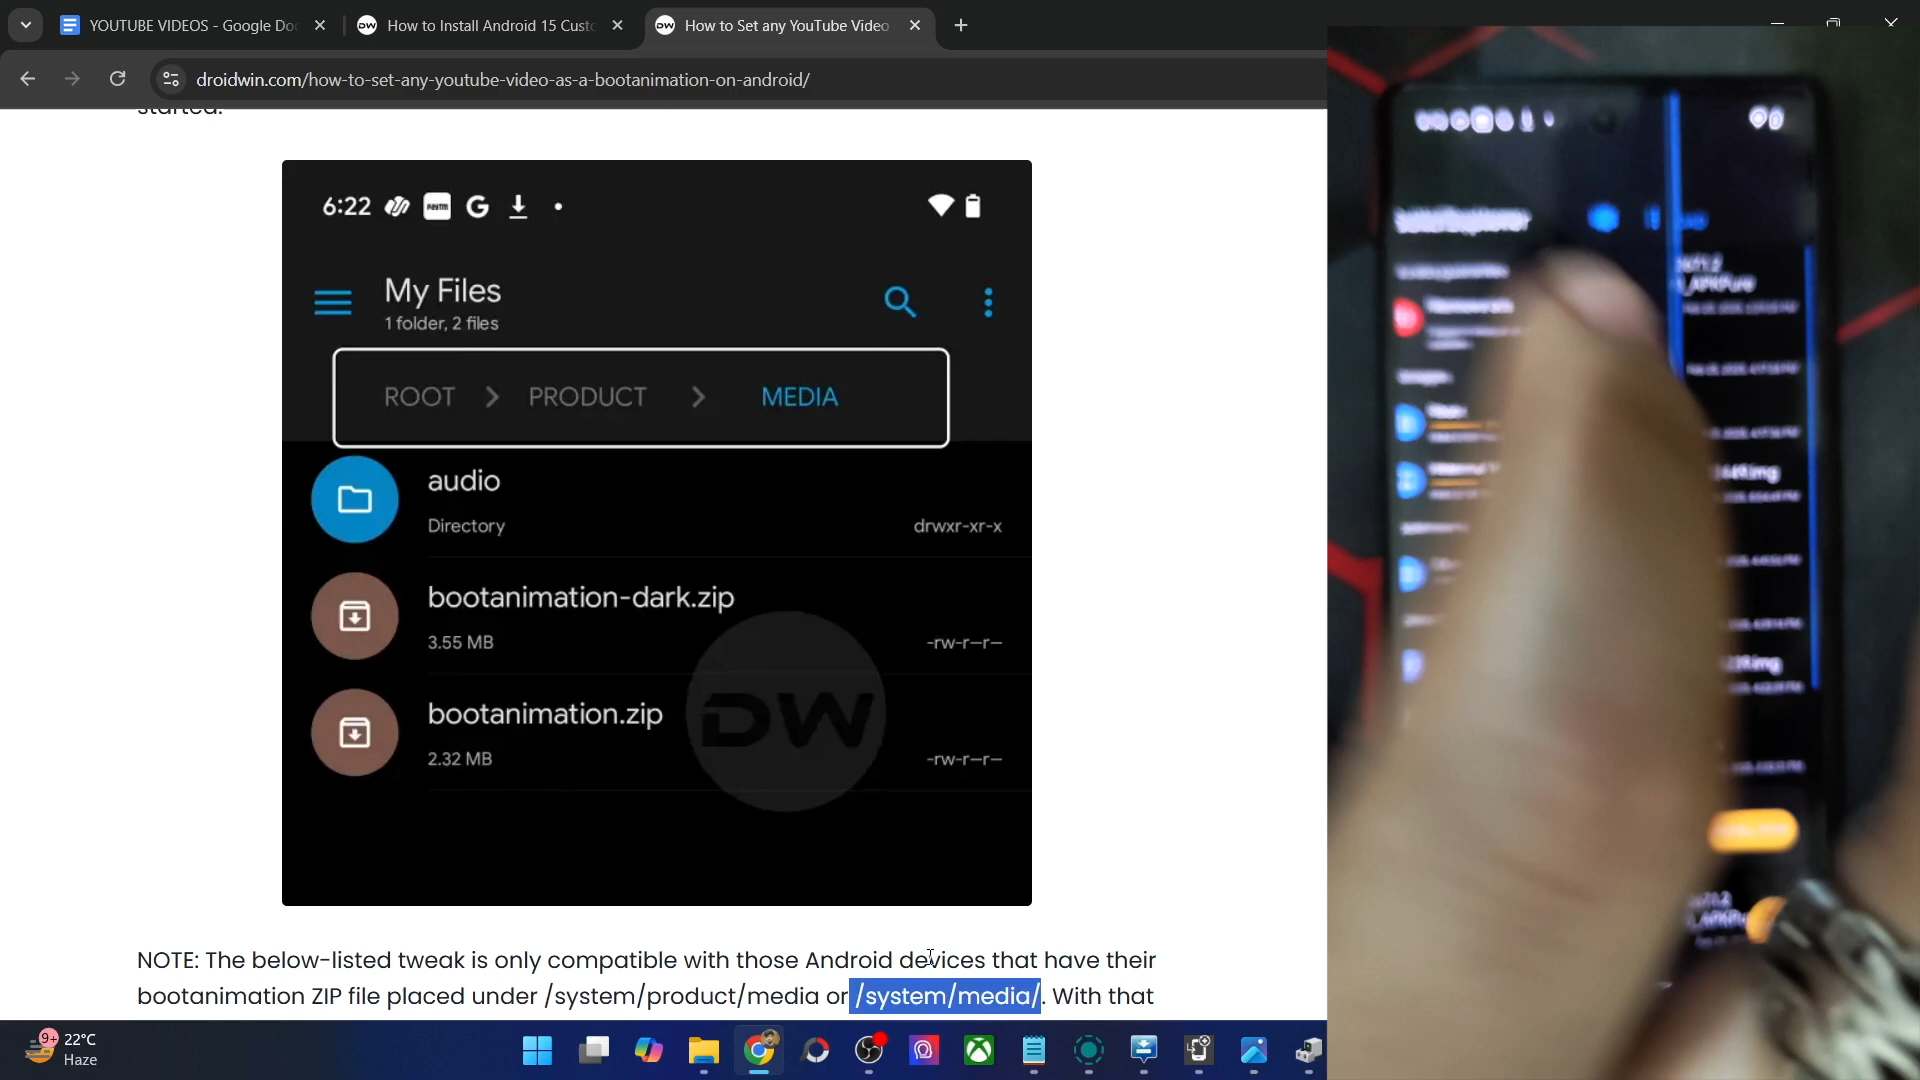 YOUTUBE VIDEOS - Google Do
How to Install Android 15 Custo
How to Set any YouTube Video
droidwin.com/how-to-set-any-youtube-video-as-a-bootanimation-on-android/
started.
6:22
paytm
G
My Files
1 folder, 2 files
ROOT > PRODUCT > MEDIA
audio
Directory
drwxr-xr-x
bootanimation-dark.zip
3.55 MB
-rw-r--r--
bootanimation.zip
2.32 MB
-rw-r--r--
DW
NOTE: The below-listed tweak is only compatible with those Android devices that have their
bootanimation ZIP file placed under /system/product/media or /system/media/. With that
9+
22°C
Haze